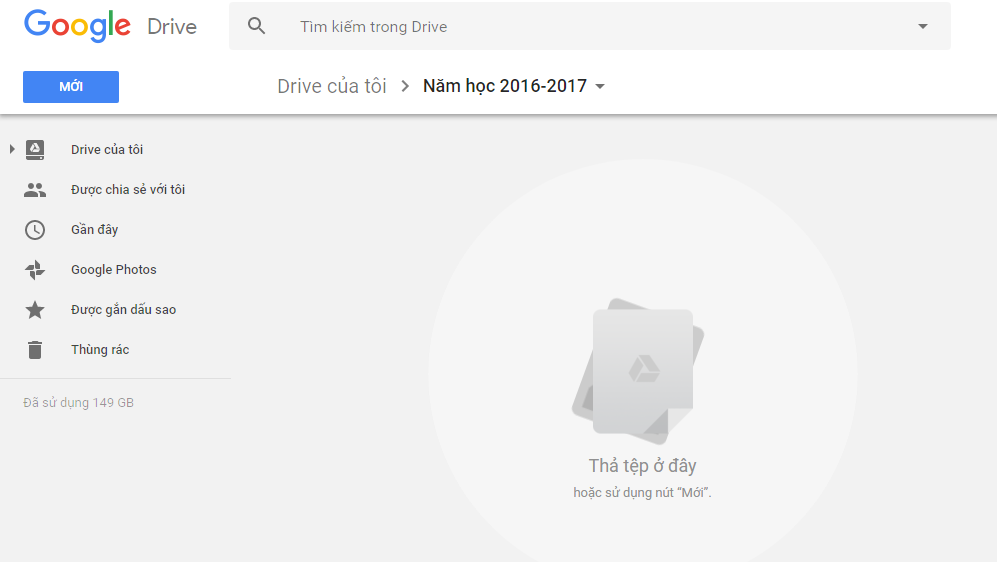 Google Drive
Tìm kiếm trong Drive
MỚI
Drive của tôi
Năm học 2016-2017
Drive của tôi
Được chia sẻ với tôi
Gần đây
Google Photos
Được gắn dấu sao
Thùng rác
Đã sử dụng 149 GB
Thả tệp ở đây
hoặc sử dụng nút “Mới”.